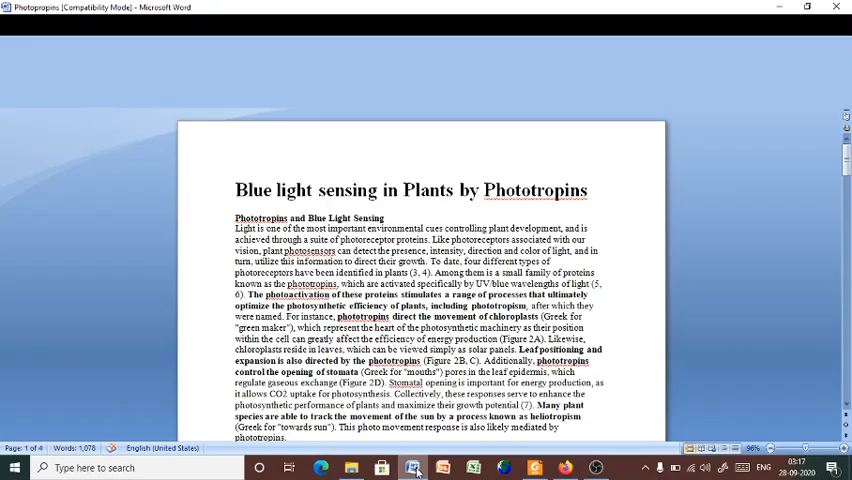 Photopropins [Compatibility Mode] - Microsoft Word
Blue light sensing in Plants by Phototropins
Phototropins and Blue Light Sensing
Light is one of the most important environmental cues controlling plant development, and is
achieved through a suite of photoreceptor proteins. Like photoreceptors associated with our
vision, plant photosensors can detect the presence, intensity, direction and color of light, and in
turn, utilize this information to direct their growth. To date, four different types of
photoreceptors have been identified in plants (3, 4). Among them is a small family of proteins
known as the phototropins, which are activated specifically by UV/blue wavelengths of light (5,
6). The photoactivation of these proteins stimulates a range of processes that ultimately
optimize the photosynthetic efficiency of plants, including phototropism, after which they
were named. For instance, phototropins direct the movement of chloroplasts (Greek for
"green maker"), which represent the heart of the photosynthetic machinery as their position
within the cell can greatly affect the efficiency of energy production (Figure 2A). Likewise,
chloroplasts reside in leaves, which can be viewed simply as solar panels. Leaf positioning and
expansion is also directed by the phototropins (Figure 2B, C). Additionally, phototropins
control the opening of stomata (Greek for "mouths") pores in the leaf epidermis, which
regulate gaseous exchange (Figure 2D). Stomatal opening is important for energy production, as
it allows CO2 uptake for photosynthesis. Collectively, these responses serve to enhance the
photosynthetic performance of plants and maximize their growth potential (7). Many plant
species are able to track the movement of the sun by a process known as heliotropism
(Greek for "towards sun"). This photo movement response is also likely mediated by
phototropins.
Page: 1 of 4 Words: 1,078 English (United States) 96%
Type here to search ENG 03:17
28-09-2020